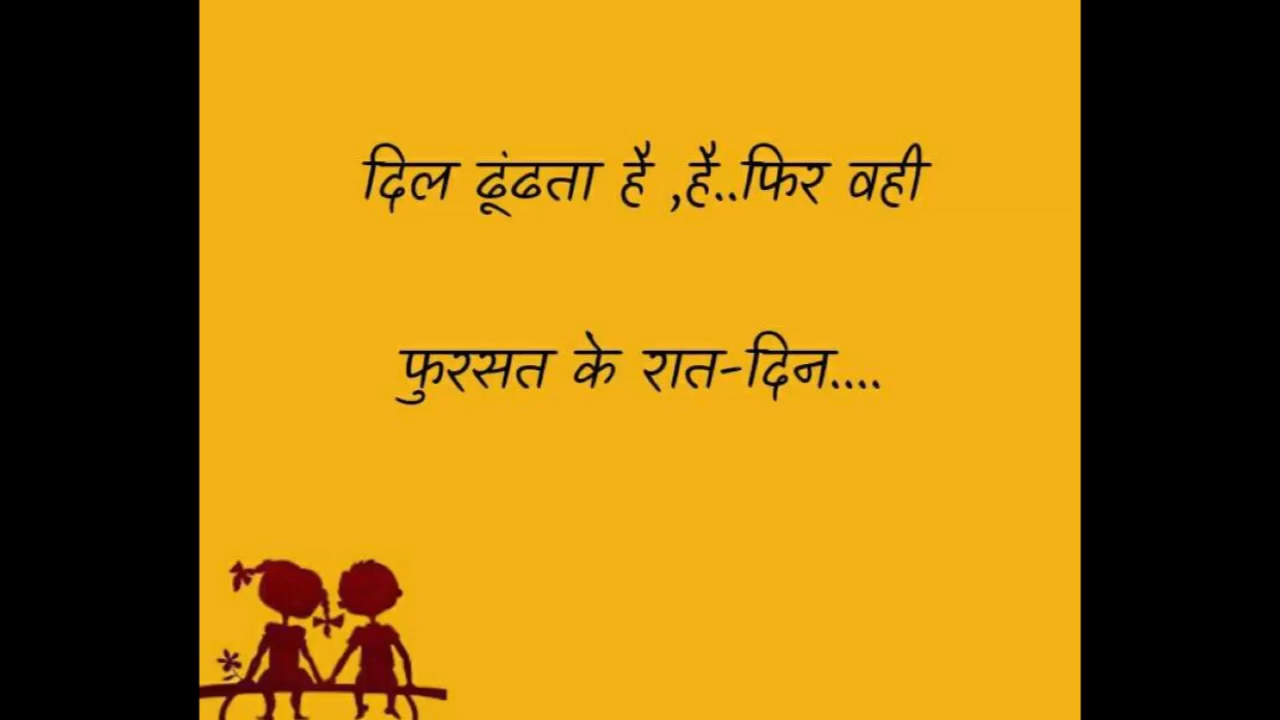 दिल ढूंढता है ,है..फिर वही
फुरसत के रात-दिन....